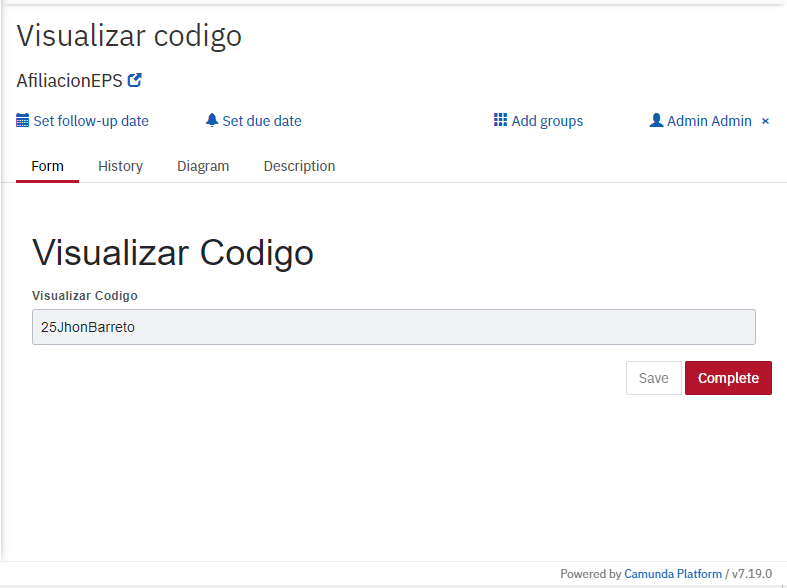 Visualizar codigo
AfiliacionEPS
Set follow-up date Set due date Add groups Admin Admin ×
Form History Diagram Description
Visualizar Codigo
Visualizar Codigo
25JhonBarreto
Save Complete
Powered by Camunda Platform / v7.19.0